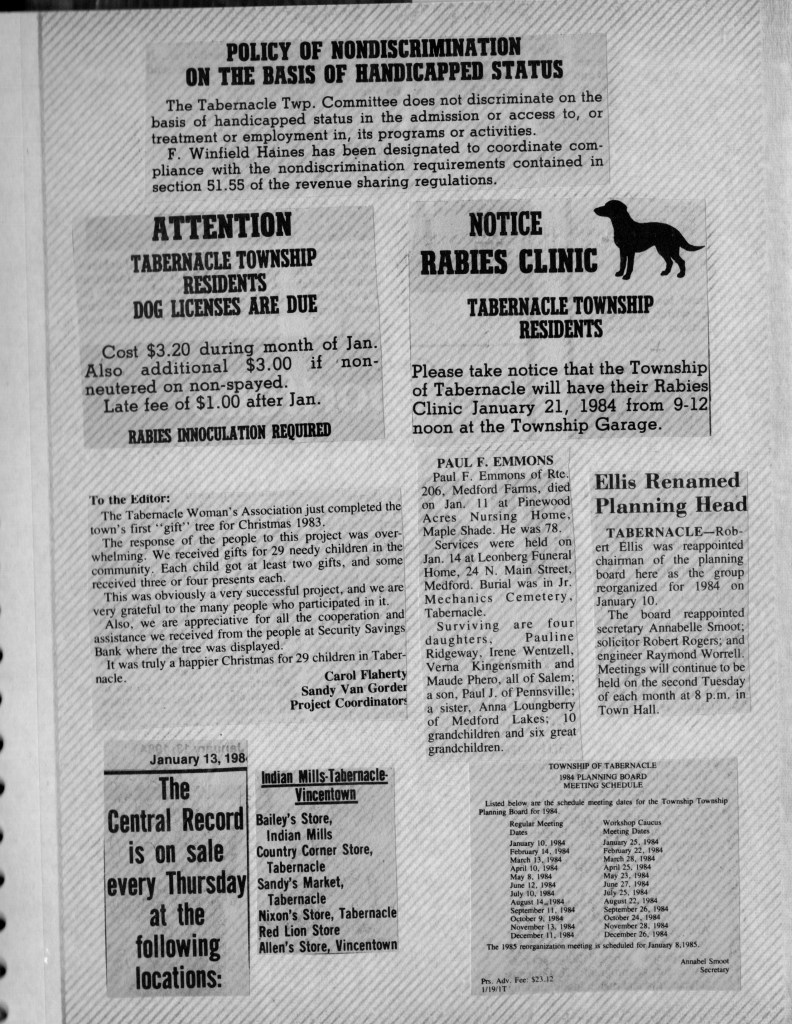 POLICY OF NONDISCRIMINATION
ON THE BASIS OF HANDICAPPED STATUS
The Tabernacle Twp. Committee does not discriminate on the
basis of handicapped status in the admission or access to, or
treatment or employment in, its programs or activities.
F. Winfield Haines has been designated to coordinate com-
pliance with the nondiscrimination requirements contained in
section 51.55 of the revenue sharing regulations.
ATTENTION
TABERNACLE TOWNSHIP
RESIDENTS
DOG LICENSES ARE DUE
Cost $3.20 during month of Jan.
Also additional $3.00 if non-
neutered on non-spayed.
Late fee of $1.00 after Jan.
RABIES INNOCULATION REQUIRED
NOTICE
RABIES CLINIC
TABERNACLE TOWNSHIP
RESIDENTS
Please take notice that the Township
of Tabernacle will have their Rabies
Clinic January 21, 1984 from 9-12
noon at the Township Garage.
To the Editor:
The Tabernacle Woman's Association just completed the
town's first "gift" tree for Christmas 1983.
The response of the people to this project was over-
whelming. We received gifts for 29 needy children in the
community. Each child got at least two gifts, and some
received three or four presents each.
This was obviously a very successful project, and we are
very grateful to the many people who participated in it.
Also, we are appreciative for all the cooperation and
assistance we received from the people at Security Savings
Bank where the tree was displayed.
It was truly a happier Christmas for 29 children in Taber-
nacle.
Carol Flaherty
Sandy Van Gorder
Project Coordinators
PAUL F. EMMONS
Paul F. Emmons of Rte.
206, Medford Farms, died
on Jan. 11 at Pinewood
Acres Nursing Home,
Maple Shade. He was 78.
Services were held on
Jan. 14 at Leonberg Funeral
Home, 24 N. Main Street,
Medford. Burial was in Jr.
Mechanics Cemetery,
Tabernacle.
Surviving are four
daughters, Pauline
Ridgeway, Irene Wentzell,
Verna Kingensmith and
Maude Phero, all of Salem;
a son, Paul J. of Pennsville;
a sister, Anna Loungberry
of Medford Lakes; 10
grandchildren and six great
grandchildren.
Ellis Renamed
Planning Head
TABERNACLE—Rob-
ert Ellis was reappointed
chairman of the planning
board here as the group
reorganized for 1984 on
January 10.
The board reappointed
secretary Annabelle Smoot;
solicitor Robert Rogers; and
engineer Raymond Worrell.
Meetings will continue to be
held on the second Tuesday
of each month at 8 p.m. in
Town Hall.
January 13, 198
The
Central Record
is on sale
every Thursday
at the
following
locations:
Indian Mills-Tabernacle-
Vincentown
Bailey's Store,
Indian Mills
Country Corner Store,
Tabernacle
Sandy's Market,
Tabernacle
Nixon's Store, Tabernacle
Red Lion Store
Allen's Store, Vincentown
TOWNSHIP OF TABERNACLE
1984 PLANNING BOARD
MEETING SCHEDULE
Listed below are the schedule meeting dates for the Township Township
Planning Board for 1984.
Regular Meeting Workshop Caucus
Dates Meeting Dates
January 10, 1984 January 25, 1984
February 14, 1984 February 22, 1984
March 13, 1984 March 28, 1984
April 10, 1984 April 25, 1984
May 8, 1984 May 23, 1984
June 12, 1984 June 27, 1984
July 10, 1984 July 25, 1984
August 14, 1984 August 22, 1984
September 11, 1984 September 26, 1984
October 9, 1984 October 24, 1984
November 13, 1984 November 28, 1984
December 11, 1984 December 26, 1984
The 1985 reorganization meeting is scheduled for January 8,1985.
Annabel Smoot
Secretary
Prs. Adv. Fee: $23.12
1/19/1T